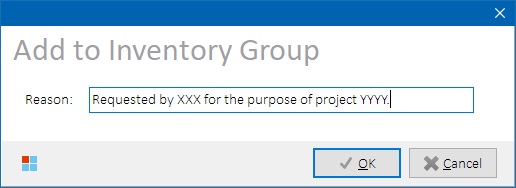 Add to Inventory Group
Reason: Requested by XXX for the purpose of project YYYY.
OK Cancel